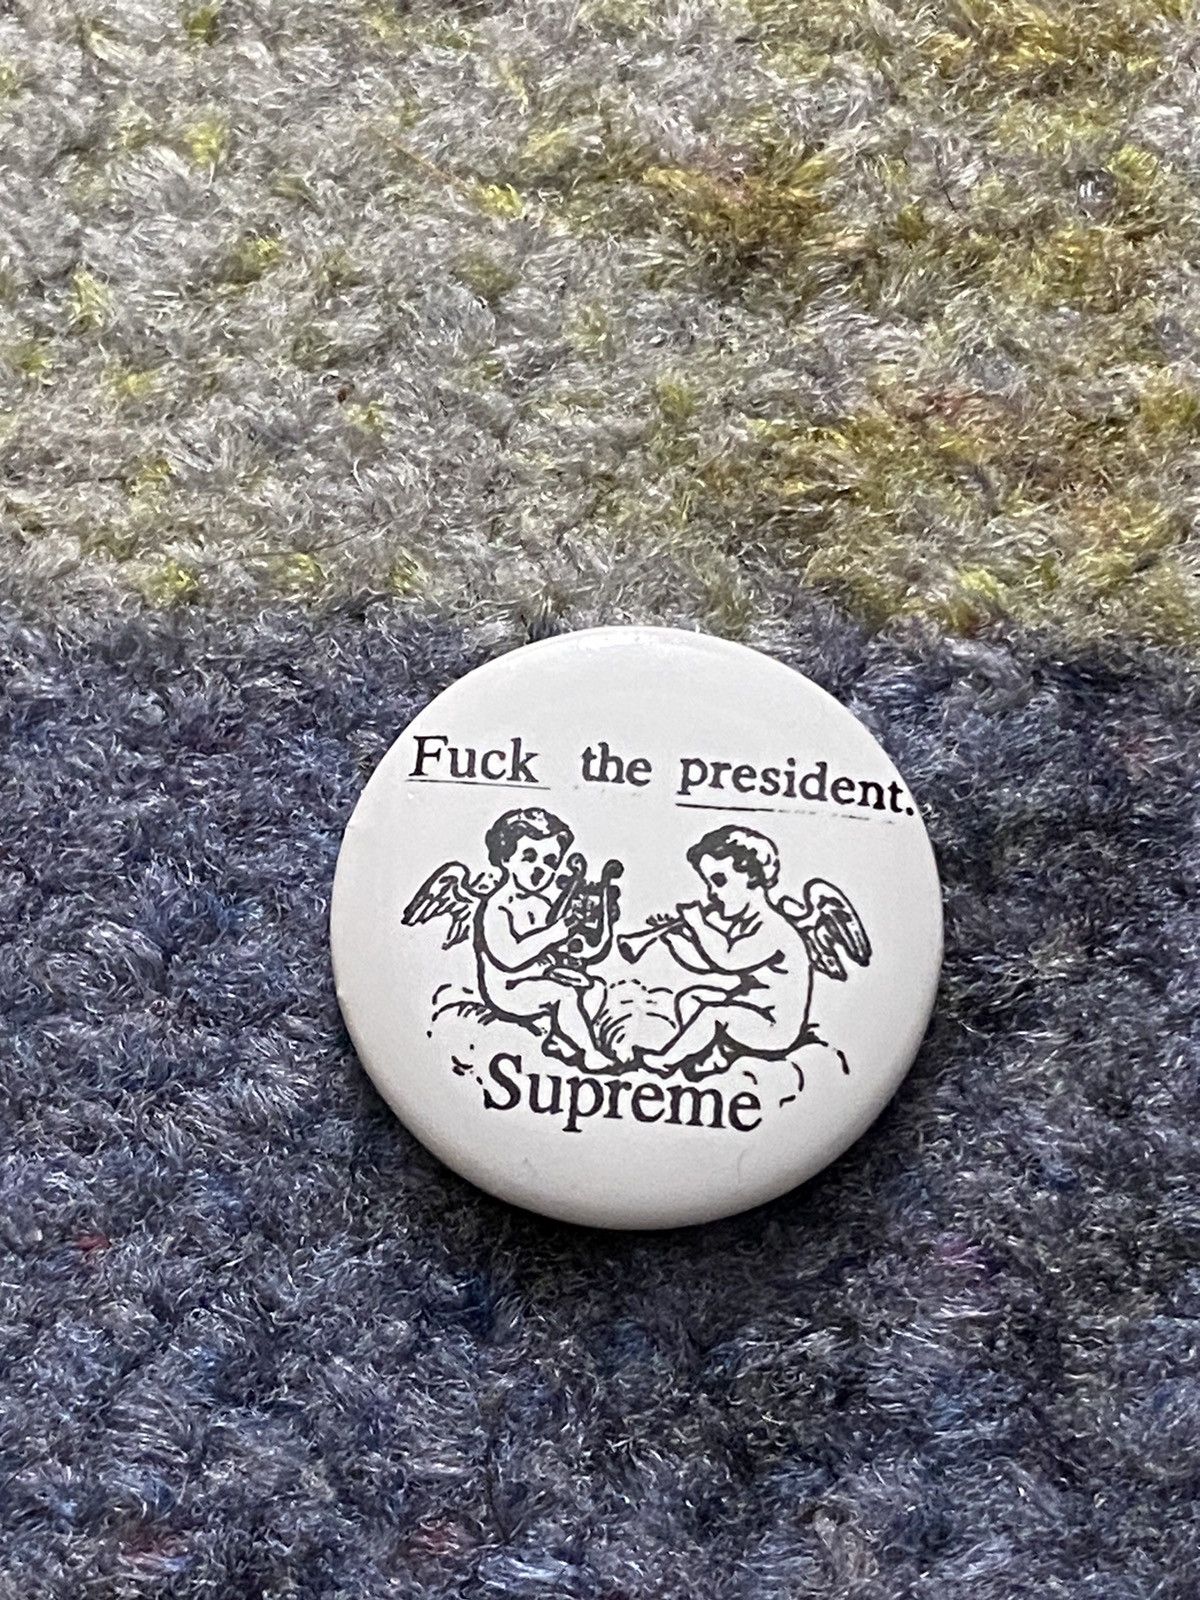 Fuck the president.
Supreme